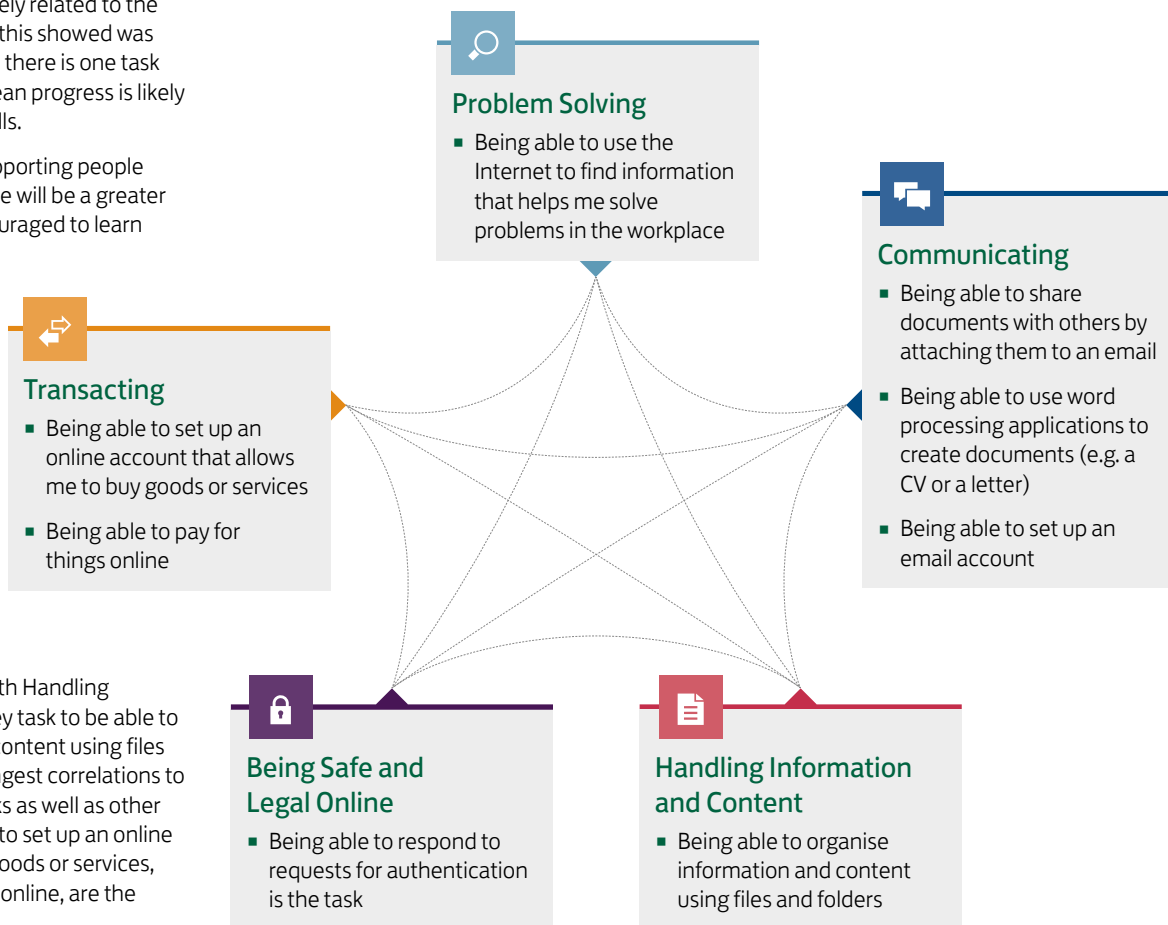 ely related to the
this showed was
there is one task
ean progress is likely
lls.
pporting people
e will be a greater
uraged to learn
Problem Solving
▪ Being able to use the
Internet to find information
that helps me solve
problems in the workplace
Communicating
▪ Being able to share
documents with others by
attaching them to an email
▪ Being able to use word
processing applications to
create documents (e.g. a
CV or a letter)
▪ Being able to set up an
email account
Transacting
▪ Being able to set up an
online account that allows
me to buy goods or services
▪ Being able to pay for
things online
th Handling
ey task to be able to
content using files
ngest correlations to
ks as well as other
to set up an online
goods or services,
online, are the
Being Safe and
Legal Online
▪ Being able to respond to
requests for authentication
is the task
Handling Information
and Content
▪ Being able to organise
information and content
using files and folders